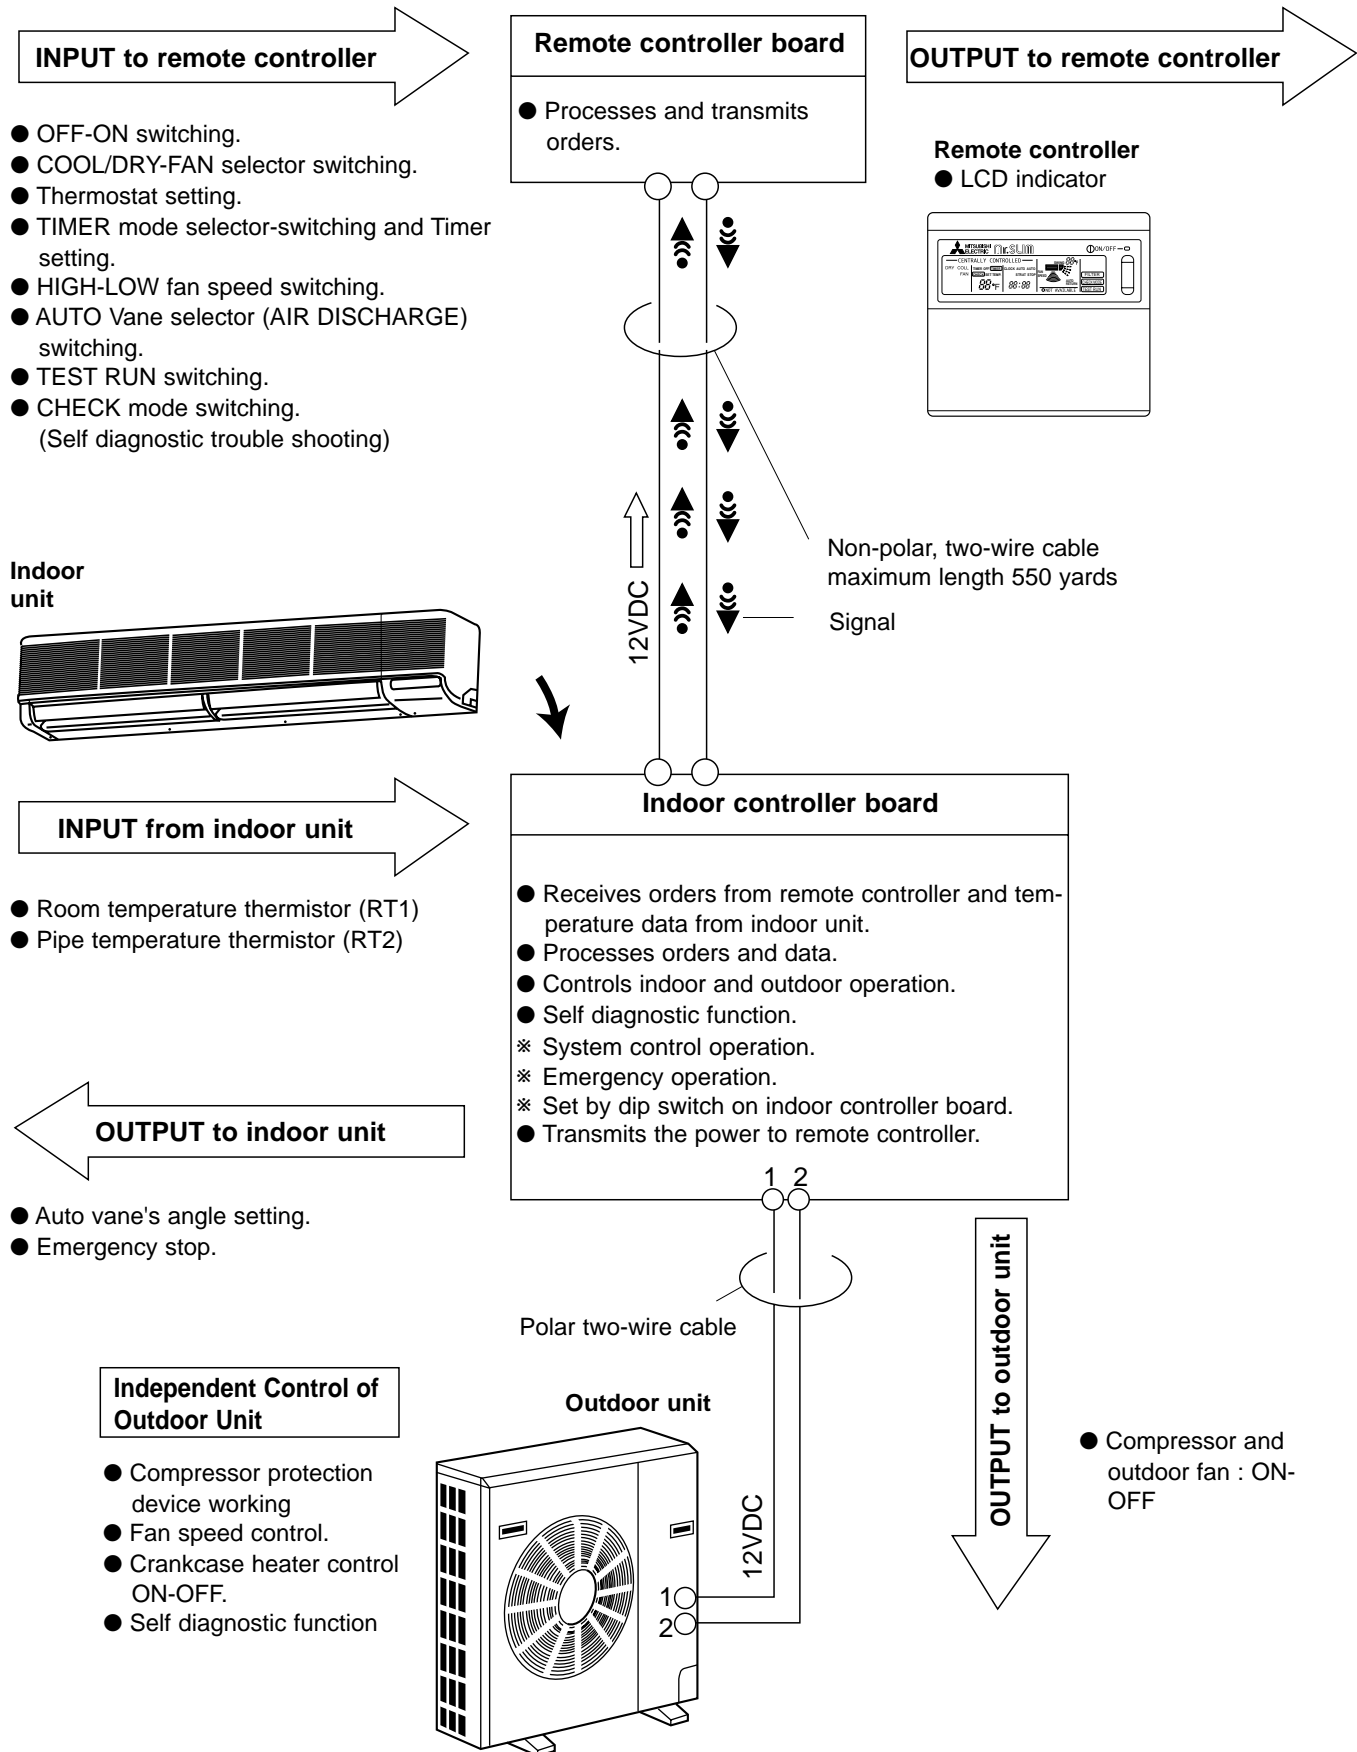 INPUT to remote controller
● OFF-ON switching.
● COOL/DRY-FAN selector switching.
● Thermostat setting.
● TIMER mode selector-switching and Timer
setting.
● HIGH-LOW fan speed switching.
● AUTO Vane selector (AIR DISCHARGE)
switching.
● TEST RUN switching.
● CHECK mode switching.
(Self diagnostic trouble shooting)
Remote controller board
● Processes and transmits
orders.
OUTPUT to remote controller
Remote controller
● LCD indicator
MITSUBISHI
ELECTRIC
Mr.SLIM
ON/OFF
CENTRALLY CONTROLLED
FILTER
NOT AVAILABLE
12VDC
Non-polar, two-wire cable
maximum length 550 yards
Signal
Indoor
unit
INPUT from indoor unit
● Room temperature thermistor (RT1)
● Pipe temperature thermistor (RT2)
Indoor controller board
● Receives orders from remote controller and tem-
perature data from indoor unit.
● Processes orders and data.
● Controls indoor and outdoor operation.
● Self diagnostic function.
※ System control operation.
※ Emergency operation.
※ Set by dip switch on indoor controller board.
● Transmits the power to remote controller.
1 2
OUTPUT to indoor unit
● Auto vane's angle setting.
● Emergency stop.
Polar two-wire cable
OUTPUT to outdoor unit
● Compressor and
outdoor fan : ON-
OFF
Independent Control of
Outdoor Unit
● Compressor protection
device working
● Fan speed control.
● Crankcase heater control
ON-OFF.
● Self diagnostic function
Outdoor unit
12VDC
1
2